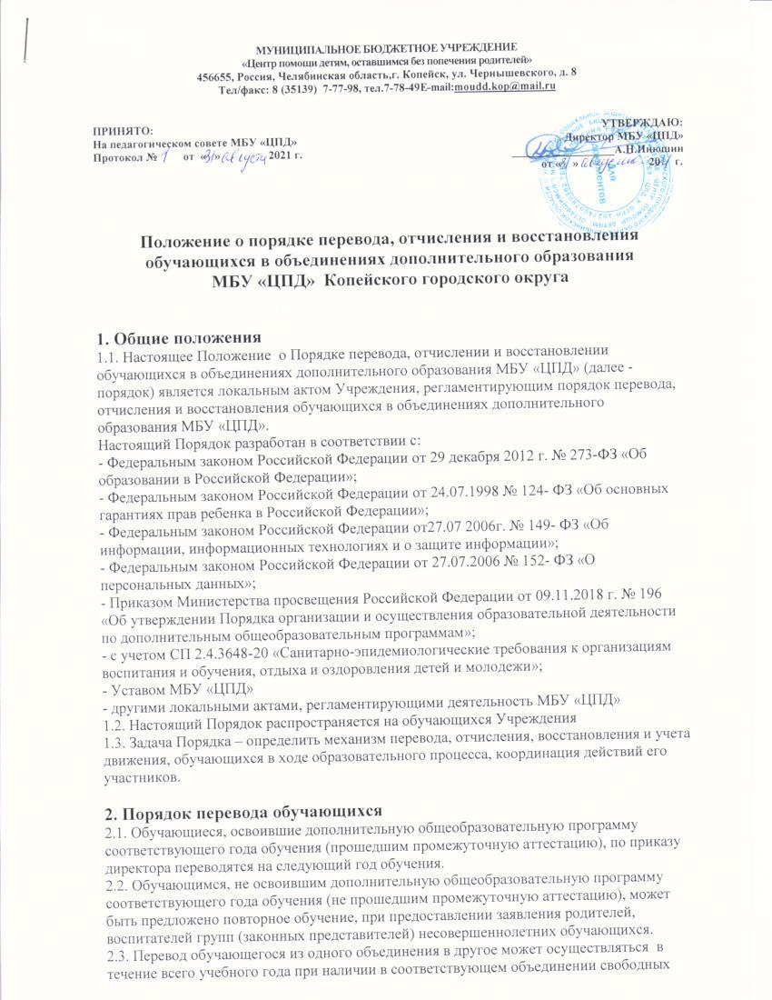 МУНИЦИПАЛЬНОЕ БЮДЖЕТНОЕ УЧРЕЖДЕНИЕ
«Центр помощи детям, оставшимся без попечения родителей»
456655, Россия, Челябинская область,г. Копейск, ул. Чернышевского, д. 8
Тел/факс: 8 (35139) 7-77-98, тел.7-78-49E-mail:moudd.kop@mail.ru
ПРИНЯТО:
На педагогическом совете МБУ «ЦПД»
Протокол № 1 от «31» августа 2021 г.
УТВЕРЖДАЮ:
Директор МБУ «ЦПД»
А.Н.Инюшин
от «31» августа 2021 г.
для документов
Положение о порядке перевода, отчисления и восстановления
обучающихся в объединениях дополнительного образования
МБУ «ЦПД» Копейского городского округа
1. Общие положения
1.1. Настоящее Положение о Порядке перевода, отчислении и восстановлении
обучающихся в объединениях дополнительного образования МБУ «ЦПД» (далее -
порядок) является локальным актом Учреждения, регламентирующим порядок перевода,
отчисления и восстановления обучающихся в объединениях дополнительного
образования МБУ «ЦПД».
Настоящий Порядок разработан в соответствии с:
- Федеральным законом Российской Федерации от 29 декабря 2012 г. № 273-ФЗ «Об
образовании в Российской Федерации»;
- Федеральным законом Российской Федерации от 24.07.1998 № 124- ФЗ «Об основных
гарантиях прав ребенка в Российской Федерации»;
- Федеральным законом Российской Федерации от27.07 2006г. № 149- ФЗ «Об
информации, информационных технологиях и о защите информации»;
- Федеральным законом Российской Федерации от 27.07.2006 № 152- ФЗ «О
персональных данных»;
- Приказом Министерства просвещения Российской Федерации от 09.11.2018 г. № 196
«Об утверждении Порядка организации и осуществления образовательной деятельности
по дополнительным общеобразовательным программам»;
- с учетом СП 2.4.3648-20 «Санитарно-эпидемиологические требования к организациям
воспитания и обучения, отдыха и оздоровления детей и молодежи»;
- Уставом МБУ «ЦПД»
- другими локальными актами, регламентирующими деятельность МБУ «ЦПД»
1.2. Настоящий Порядок распространяется на обучающихся Учреждения
1.3. Задача Порядка – определить механизм перевода, отчисления, восстановления и учета
движения, обучающихся в ходе образовательного процесса, координация действий его
участников.
2. Порядок перевода обучающихся
2.1. Обучающиеся, освоившие дополнительную общеобразовательную программу
соответствующего года обучения (прошедшим промежуточную аттестацию), по приказу
директора переводятся на следующий год обучения.
2.2. Обучающимся, не освоившим дополнительную общеобразовательную программу
соответствующего года обучения (не прошедшим промежуточную аттестацию), может
быть предложено повторное обучение, при предоставлении заявления родителей,
воспитателей групп (законных представителей) несовершеннолетних обучающихся.
2.3. Перевод обучающегося из одного объединения в другое может осуществляться в
течение всего учебного года при наличии в соответствующем объединении свободных